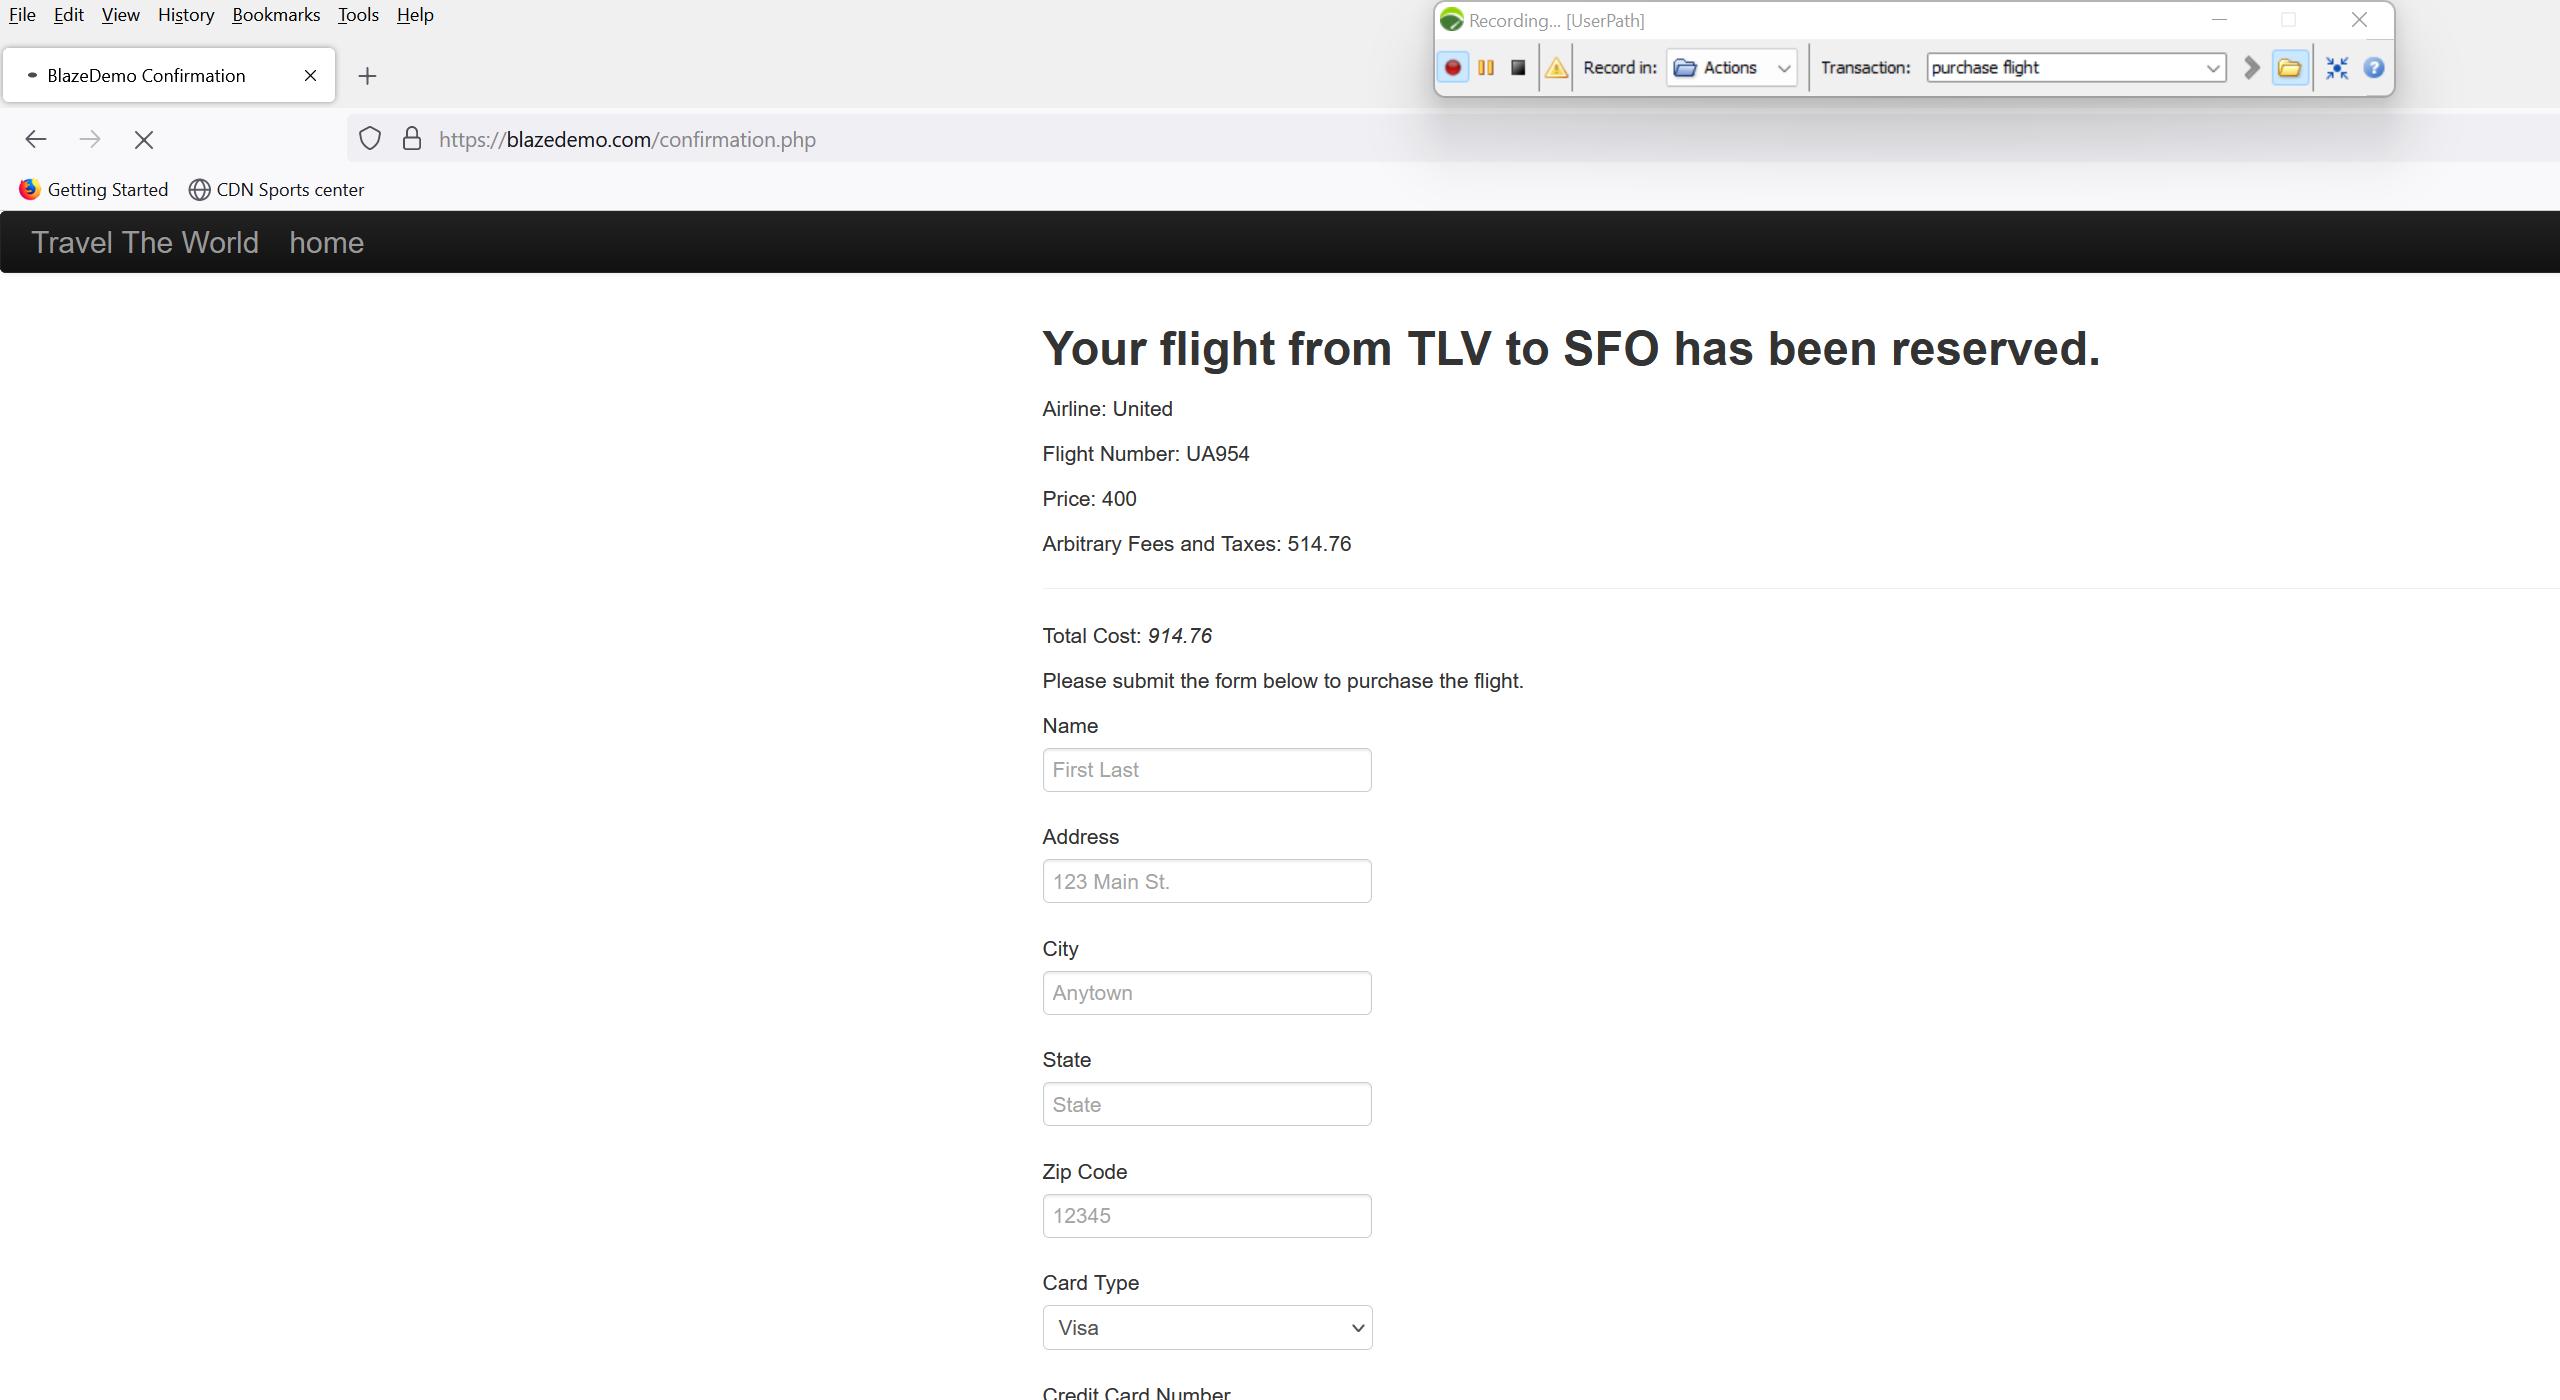 File Edit View History Bookmarks Tools Help
Recording... [UserPath]
BlazeDemo Confirmation
Record in: Actions Transaction: purchase flight
https://blazedemo.com/confirmation.php
Getting Started CDN Sports center
Travel The World home
Your flight from TLV to SFO has been reserved.
Airline: United
Flight Number: UA954
Price: 400
Arbitrary Fees and Taxes: 514.76
Total Cost: 914.76
Please submit the form below to purchase the flight.
Name
First Last
Address
123 Main St.
City
Anytown
State
State
Zip Code
12345
Card Type
Visa
Credit Card Number